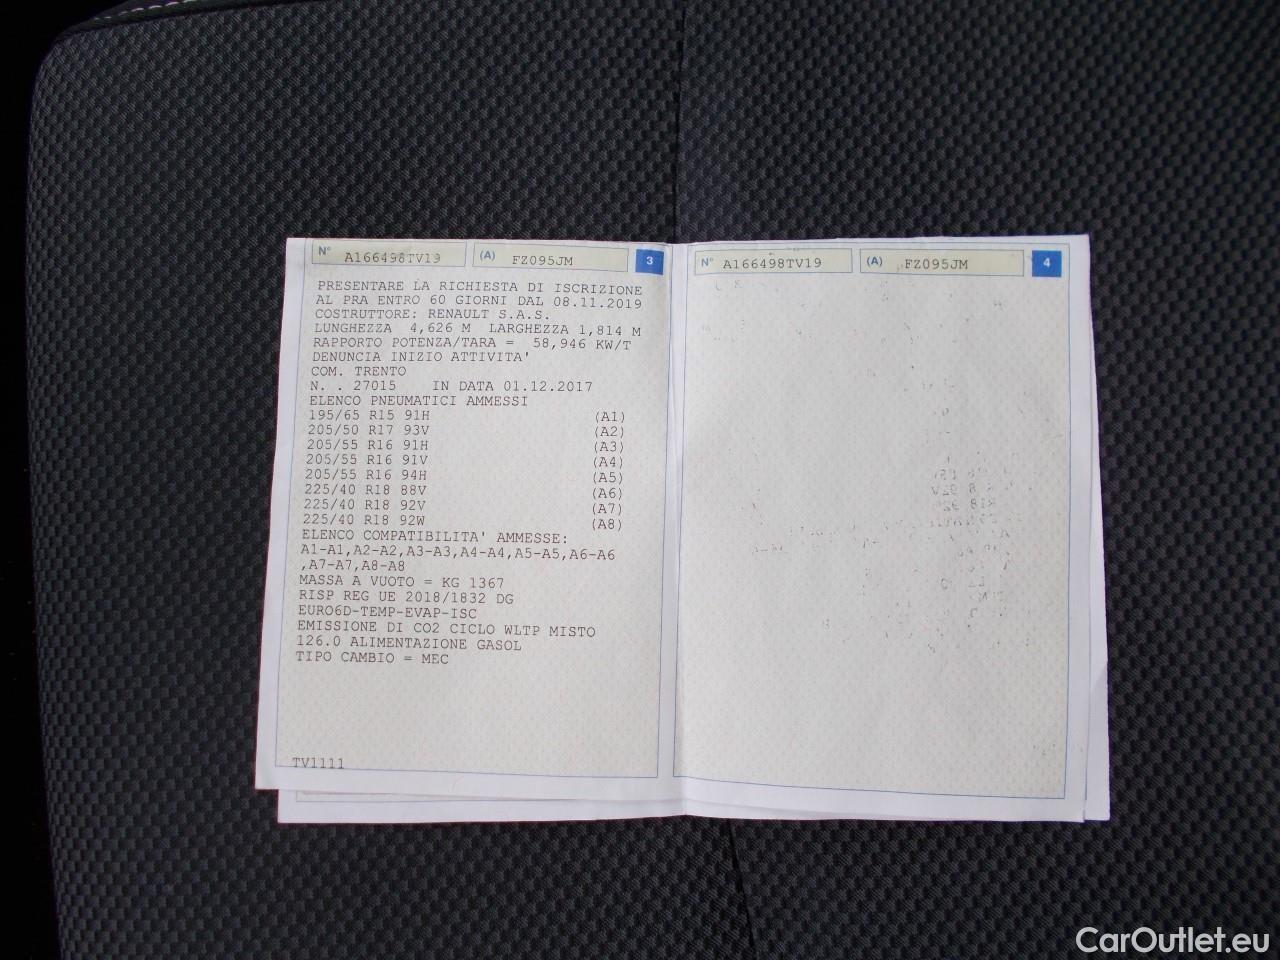 N° A166498TV19 (A) FZ095JM 3
PRESENTARE LA RICHIESTA DI ISCRIZIONE
AL PRA ENTRO 60 GIORNI DAL 08.11.2019
COSTRUTTORE: RENAULT S.A.S.
LUNGHEZZA 4,626 M LARGHEZZA 1,814 M
RAPPORTO POTENZA/TARA = 58,946 KW/T
DENUNCIA INIZIO ATTIVITA'
COM. TRENTO
N. . 27015 IN DATA 01.12.2017
ELENCO PNEUMATICI AMMESSI
195/65 R15 91H (A1)
205/50 R17 93V (A2)
205/55 R16 91H (A3)
205/55 R16 91V (A4)
205/55 R16 94H (A5)
225/40 R18 88V (A6)
225/40 R18 92V (A7)
225/40 R18 92W (A8)
ELENCO COMPATIBILITA' AMMESSE:
A1-A1,A2-A2,A3-A3,A4-A4,A5-A5,A6-A6
,A7-A7,A8-A8
MASSA A VUOTO = KG 1367
RISP REG UE 2018/1832 DG
EURO6D-TEMP-EVAP-ISC
EMISSIONE DI CO2 CICLO WLTP MISTO
126.0 ALIMENTAZIONE GASOL
TIPO CAMBIO = MEC
TV1111
N° A166498TV19 (A) FZ095JM 4
CarOutlet.eu